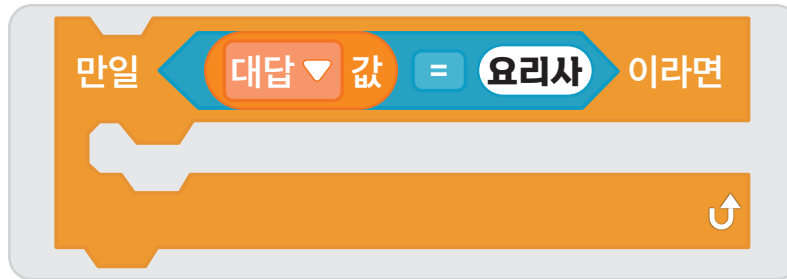 만일 대답 값 = 요리사 이라면